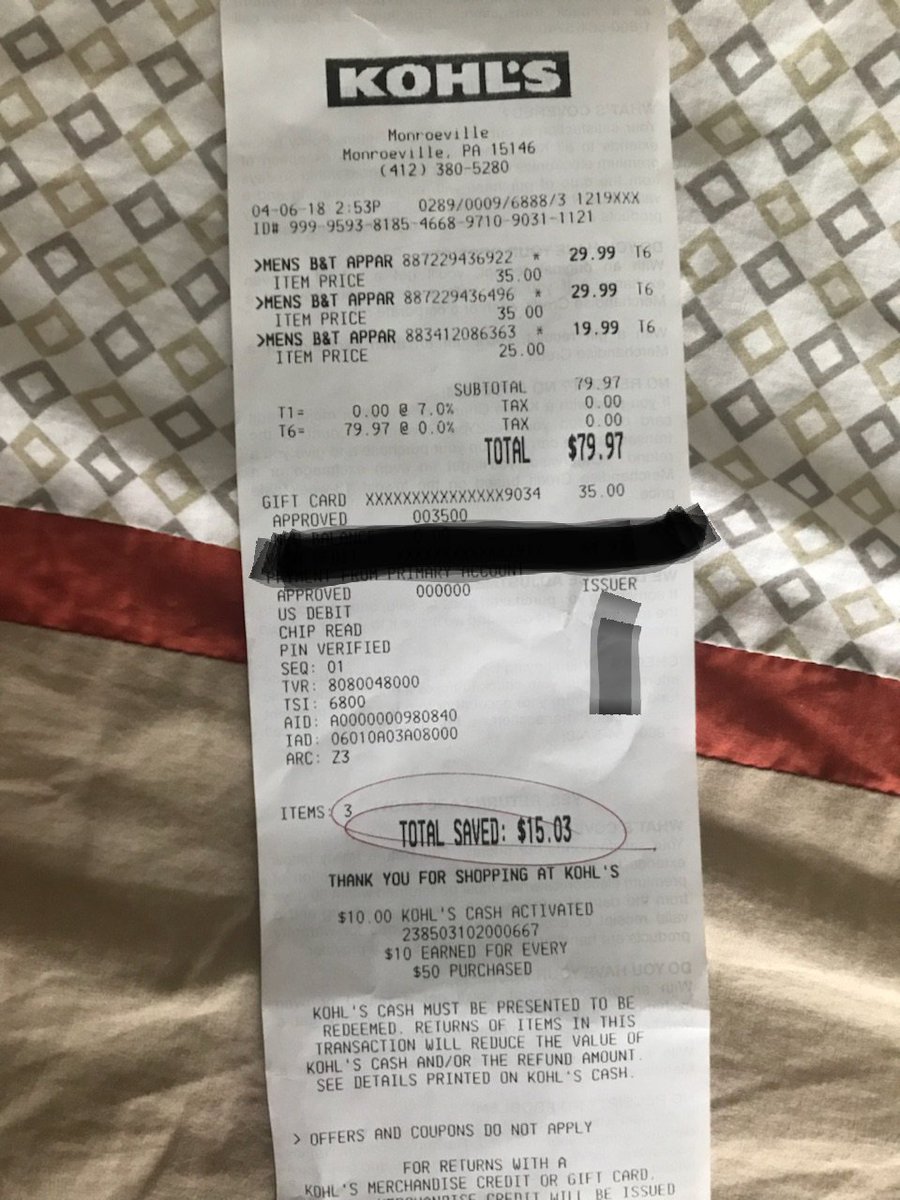 KOHL'S
Monroeville
Monroeville, PA 15146
(412) 380-5280
04-06-18 2:53P 0289/0009/6888/3 1219XXX
ID# 999-9593-8185-4668-9710-9031-1121
>MENS B&T APPAR 887229436922 * 29.99 T6
ITEM PRICE 35.00
>MENS B&T APPAR 887229436496 * 29.99 T6
ITEM PRICE 35 00
>MENS B&T APPAR 883412086363 * 19.99 T6
ITEM PRICE 25.00
SUBTOTAL 79.97
T1= 0.00 @ 7.0% TAX 0.00
T6= 79.97 @ 0.0% TAX 0.00
TOTAL $79.97
GIFT CARD XXXXXXXXXXXXXXX9034 35.00
APPROVED 003500
PAYMENT FROM PRIMARY ACCOUNT
APPROVED 000000 ISSUER
US DEBIT
CHIP READ
PIN VERIFIED
SEQ: 01
TVR: 8080048000
TSI: 6800
AID: A0000000980840
IAD: 06010A03A08000
ARC: Z3
ITEMS: 3
TOTAL SAVED: $15.03
THANK YOU FOR SHOPPING AT KOHL'S
$10.00 KOHL'S CASH ACTIVATED
238503102000667
$10 EARNED FOR EVERY
$50 PURCHASED
KOHL'S CASH MUST BE PRESENTED TO BE
REDEEMED. RETURNS OF ITEMS IN THIS
TRANSACTION WILL REDUCE THE VALUE OF
KOHL'S CASH AND/OR THE REFUND AMOUNT.
SEE DETAILS PRINTED ON KOHL'S CASH.
> OFFERS AND COUPONS DO NOT APPLY
FOR RETURNS WITH A
KOHL'S MERCHANDISE CREDIT OR GIFT CARD,
MERCHANDISE CREDIT WILL BE ISSUED